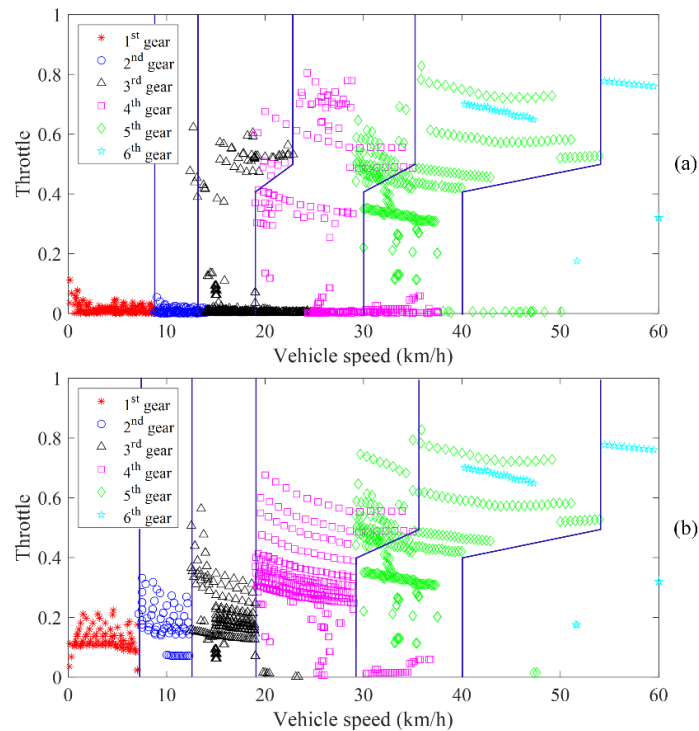 1
0.8
0.6
0.4
0.2
0
Throttle
1st gear
2nd gear
3rd gear
4th gear
5th gear
6th gear
(a)
0 10 20 30 40 50 60
Vehicle speed (km/h)
1
0.8
0.6
0.4
0.2
0
Throttle
1st gear
2nd gear
3rd gear
4th gear
5th gear
6th gear
(b)
0 10 20 30 40 50 60
Vehicle speed (km/h)